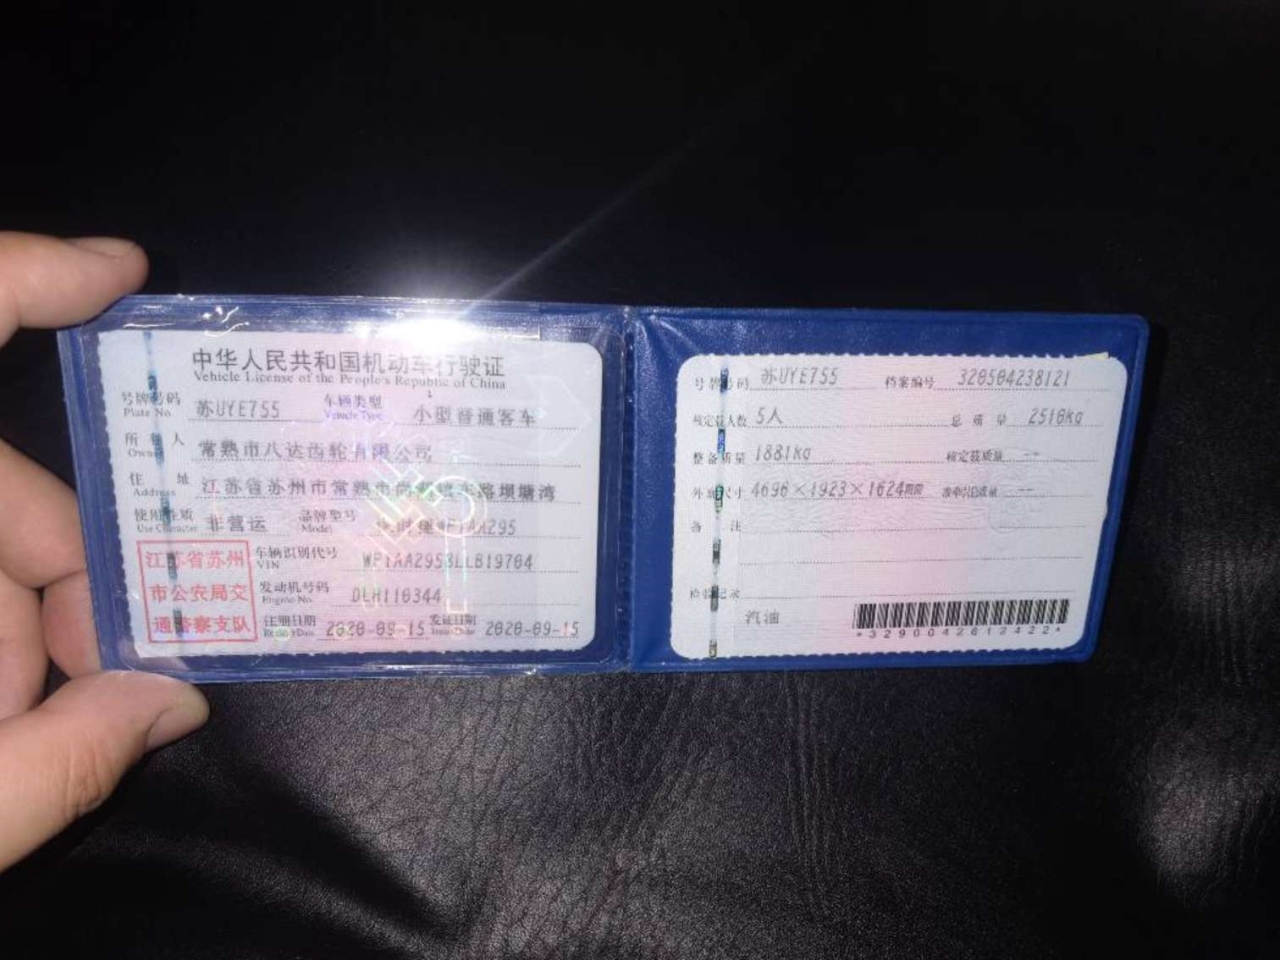 中华人民共和国机动车行驶证
Vehicle License of the People's Republic of China
号牌号码 苏UYE755 车辆类型 小型普通客车
Plate No. Vehicle Type
所有人 常熟市八达齿轮有限公司
Owner
住址 江苏省苏州市常熟市 坝塘湾
Address
使用性质 非营运 品牌型号 WP1AA295
Use Character Model
江苏省苏州
市公安局交
通警察支队
车辆识别代号
VIN
发动机号码 DLH110344
Engine No.
注册日期 2020-09-15 发证日期 2020-09-15
Register Date Issue Date
号牌号码 苏UYE755 档案编号 320504238121
核定载人数 5人 总质量 2510kg
整备质量 1881kg 核定载质量 --
外廓尺寸 4696×1923×1624mm 准牵引总质量 --
备注
检验记录
汽油
*3290042612422*